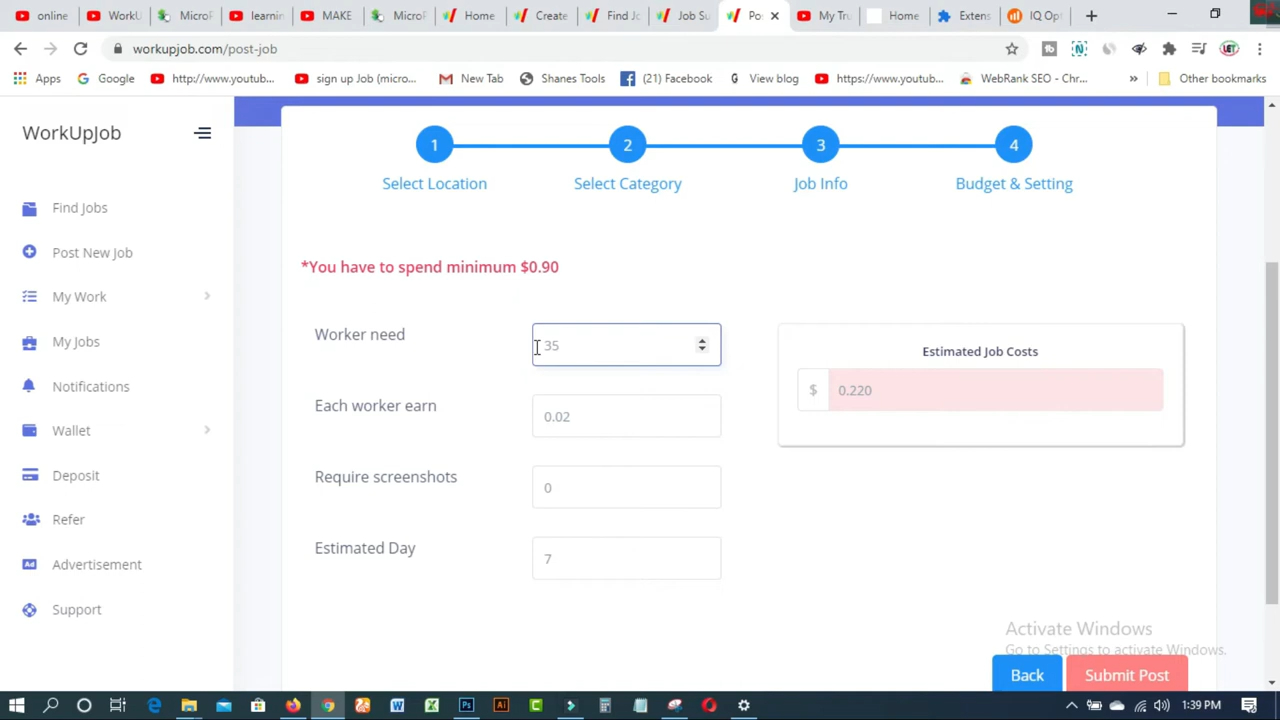 online
WorkU
MicroF
learnin
MAKE
MicroF
Home
Create
Find Jo
Job Su
Po
My Tr
Home
Extens
IQ Opt
workupjob.com/post-job
Apps
Google
http://www.youtub...
sign up Job (micro...
New Tab
Shanes Tools
(21) Facebook
View blog
https://www.youtub...
WebRank SEO - Chr...
»
Other bookmarks
WorkUpJob
Find Jobs
Post New Job
My Work
My Jobs
Notifications
Wallet
Deposit
Refer
Advertisement
Support
1
2
3
4
Select Location
Select Category
Job Info
Budget & Setting
*You have to spend minimum $0.90
Worker need
35
Each worker earn
0.02
Require screenshots
0
Estimated Day
7
Estimated Job Costs
$ 0.220
Activate Windows
Go to Settings to activate Windows.
Back
Submit Post
1:39 PM